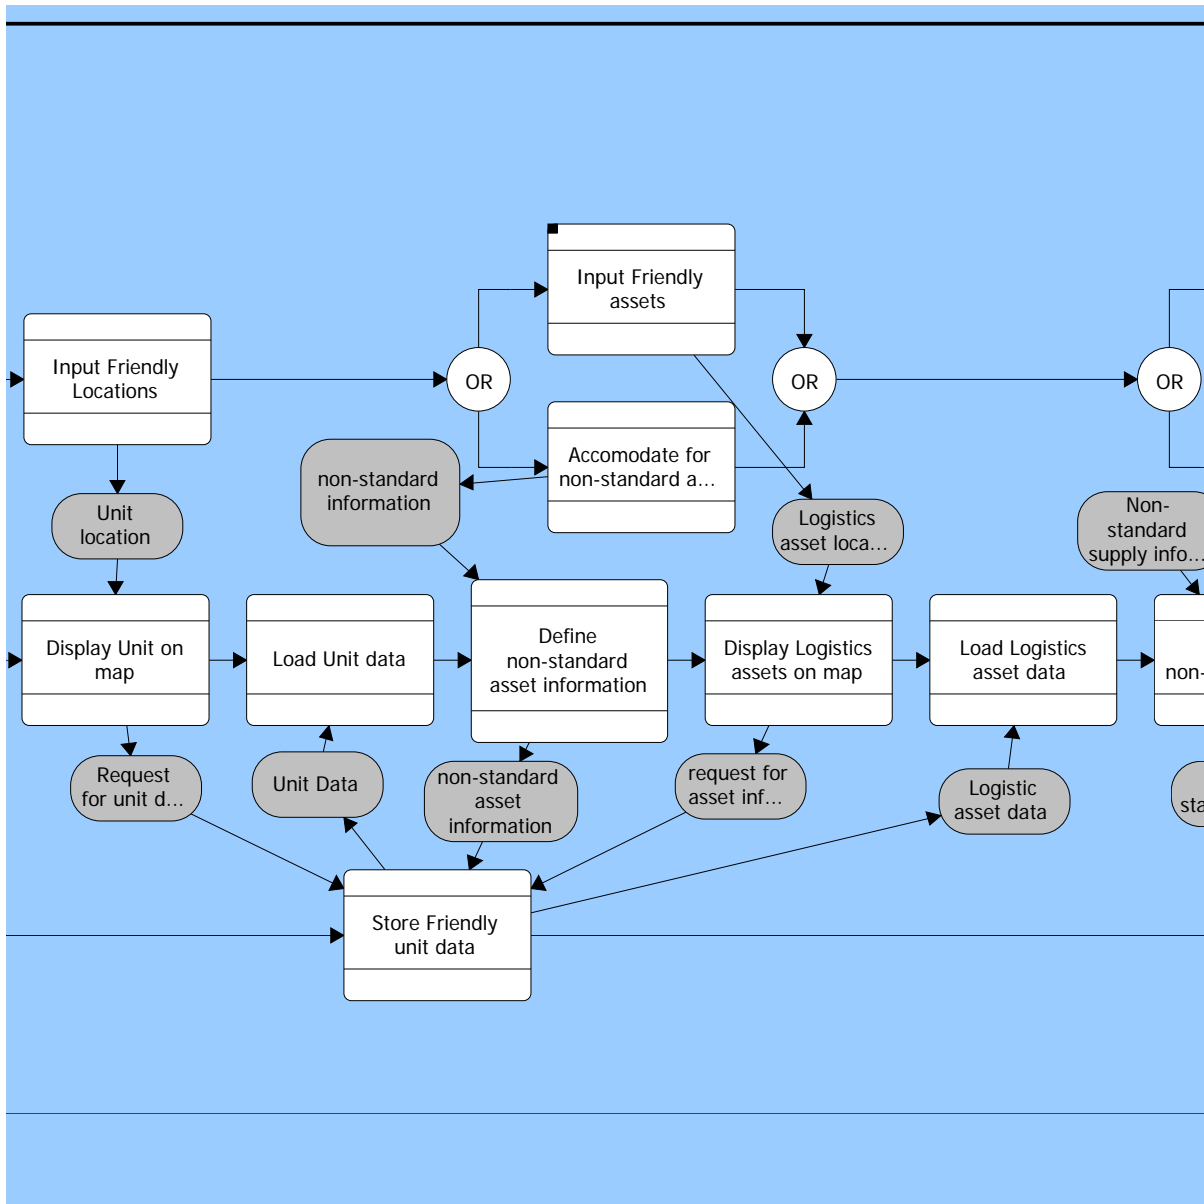 Input Friendly
assets
Input Friendly
Locations
OR
OR
OR
Accomodate for
non-standard a...
non-standard
information
Unit
location
Logistics
asset loca...
Non-
standard
supply info...
Display Unit on
map
Load Unit data
Define
non-standard
asset information
Display Logistics
assets on map
Load Logistics
asset data
non-
Request
for unit d...
Unit Data
non-standard
asset
information
request for
asset inf...
Logistic
asset data
sta
Store Friendly
unit data